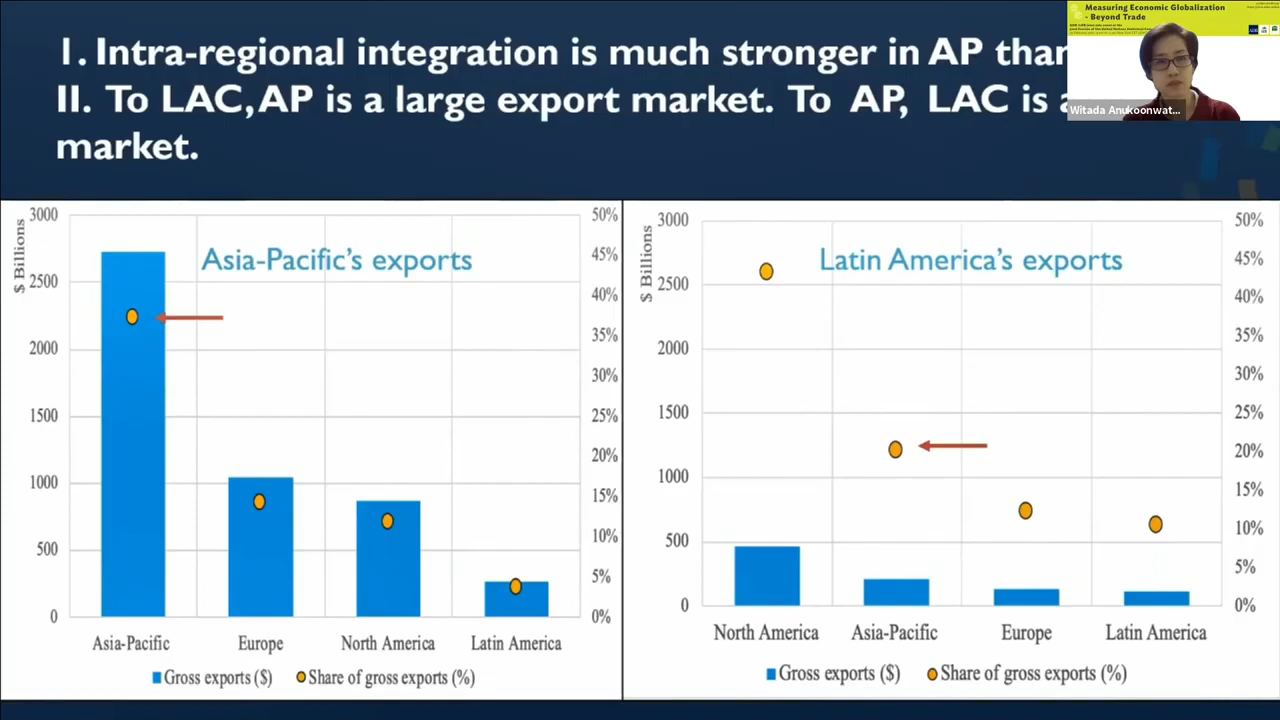 1. Intra-regional integration is much stronger in AP than
II. To LAC, AP is a large export market. To AP, LAC is a
market.
Measuring Economic Globalization
- Beyond Trade
Witada Anukoonwat...
$ Billions
3000
2500
2000
1500
1000
500
0
Asia-Pacific's exports
50%
45%
40%
35%
30%
25%
20%
15%
10%
5%
0%
Asia-Pacific
Europe
North America
Latin America
Gross exports ($)
Share of gross exports (%)
$ Billions
3000
2500
2000
1500
1000
500
0
Latin America's exports
50%
45%
40%
35%
30%
25%
20%
15%
10%
5%
0%
North America
Asia-Pacific
Europe
Latin America
Gross exports ($)
Share of gross exports (%)